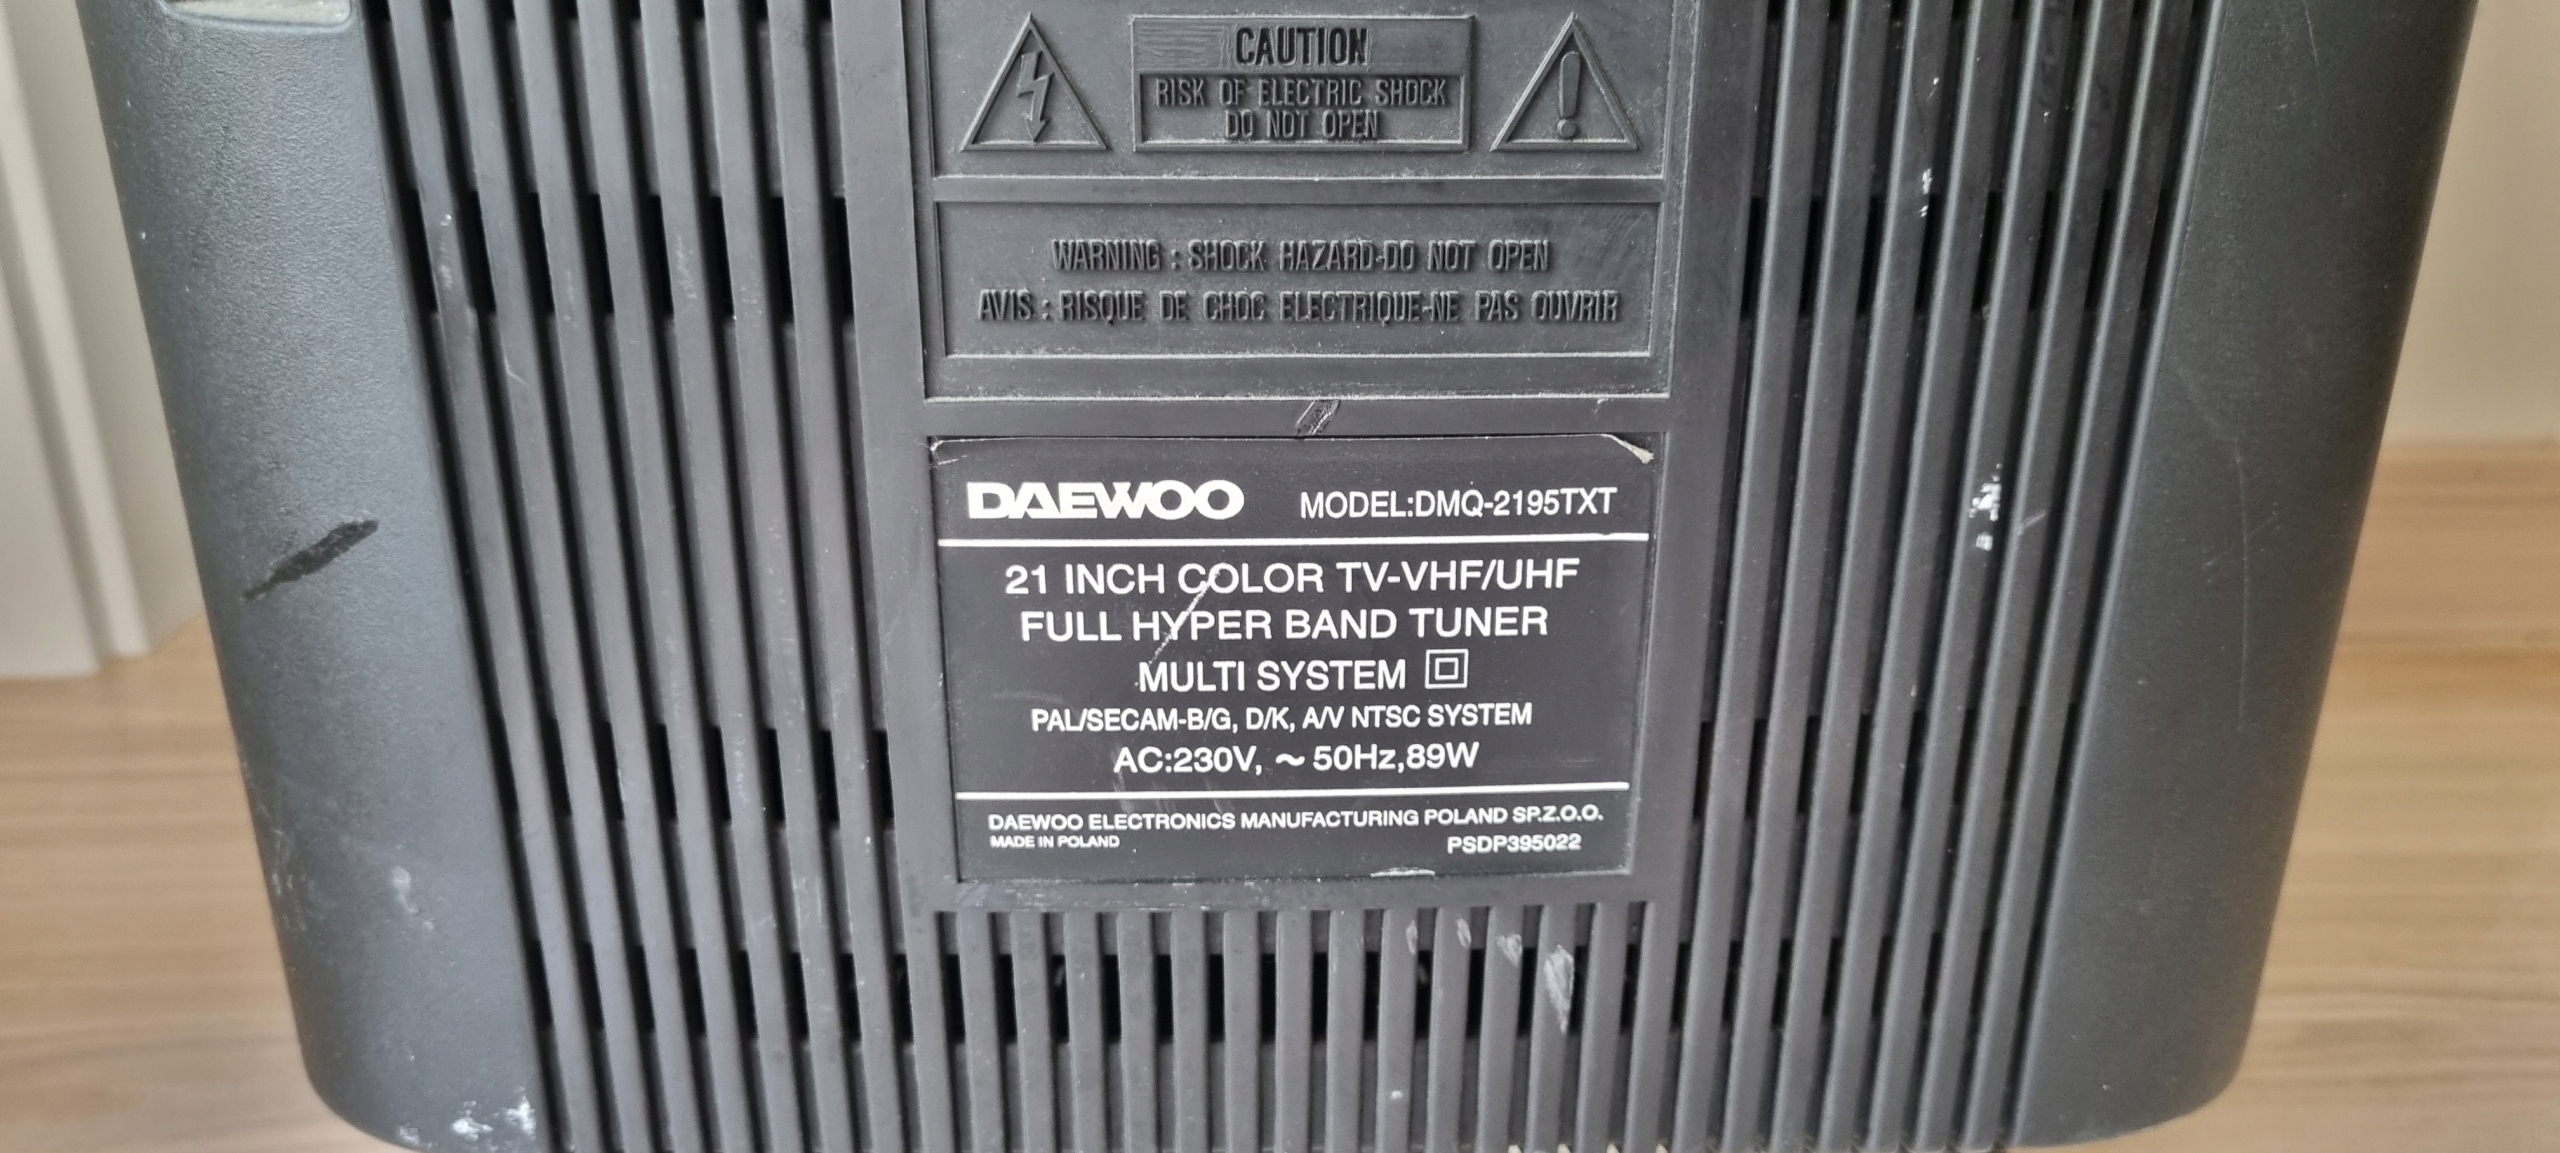 CAUTION
RISK OF ELECTRIC SHOCK
DO NOT OPEN
WARNING : SHOCK HAZARD-DO NOT OPEN
AVIS : RISQUE DE CHOC ELECTRIQUE-NE PAS OUVRIR
DAEWOO MODEL:DMQ-2195TXT
21 INCH COLOR TV-VHF/UHF
FULL HYPER BAND TUNER
MULTI SYSTEM
PAL/SECAM-B/G, D/K, A/V NTSC SYSTEM
AC:230V, ~ 50Hz,89W
DAEWOO ELECTRONICS MANUFACTURING POLAND SP.Z.O.O.
MADE IN POLAND PSDP395022